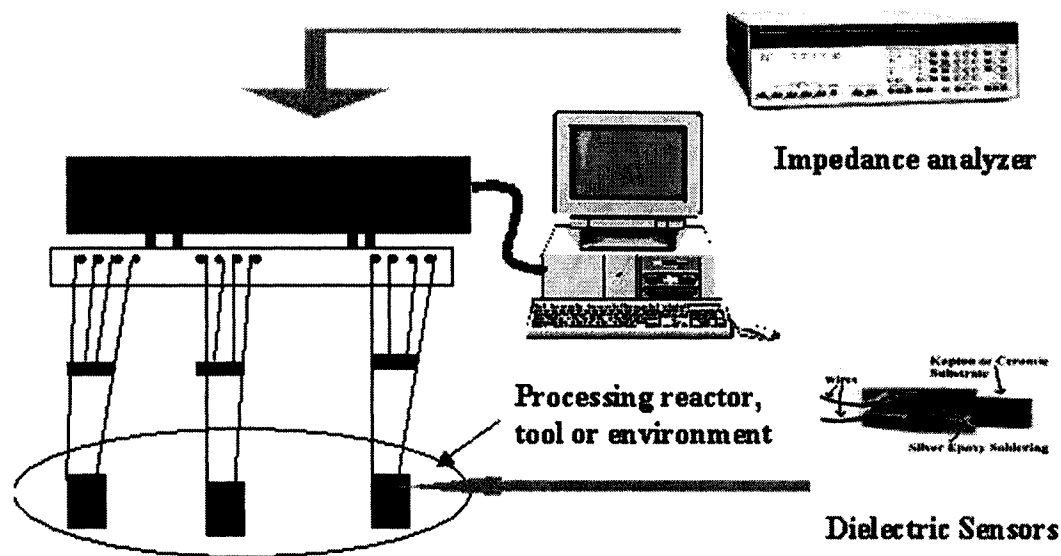 Impedance analyzer
Kapton or Ceramic
Substrate
Wires
Silver Epoxy Soldering
Processing reactor,
tool or environment
Dielectric Sensors